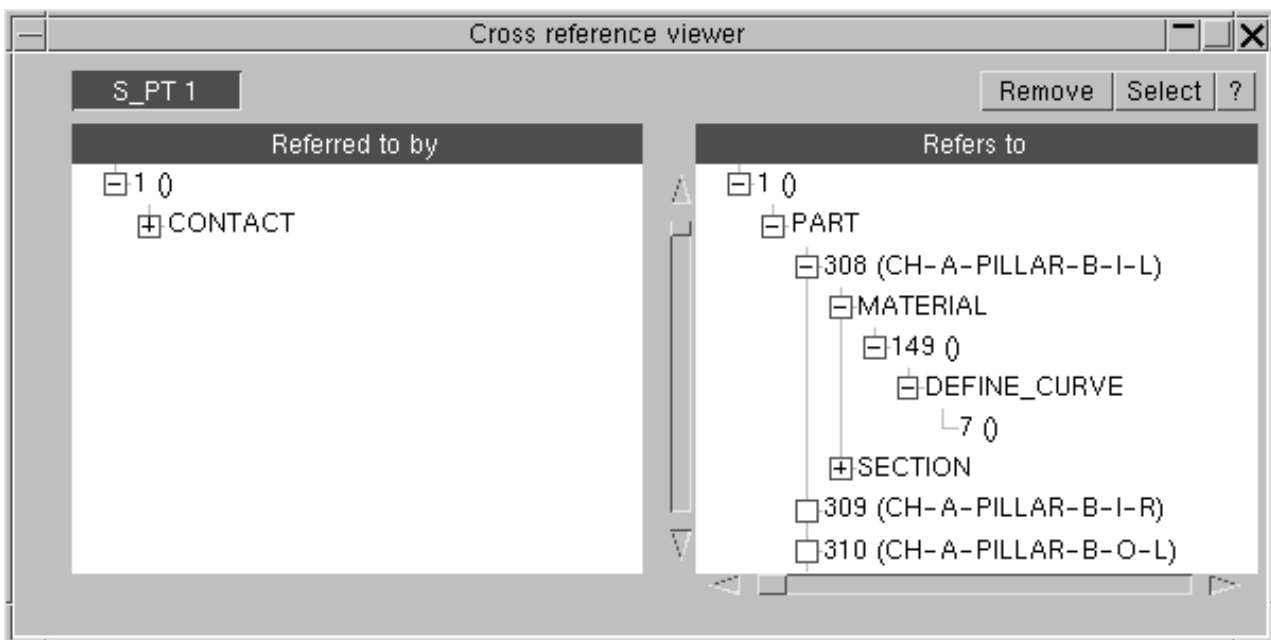 Cross reference viewer
S_PT 1
Remove Select ?
Referred to by
1 ()
CONTACT
Refers to
1 ()
PART
308 (CH-A-PILLAR-B-I-L)
MATERIAL
149 ()
DEFINE_CURVE
7 ()
SECTION
309 (CH-A-PILLAR-B-I-R)
310 (CH-A-PILLAR-B-O-L)